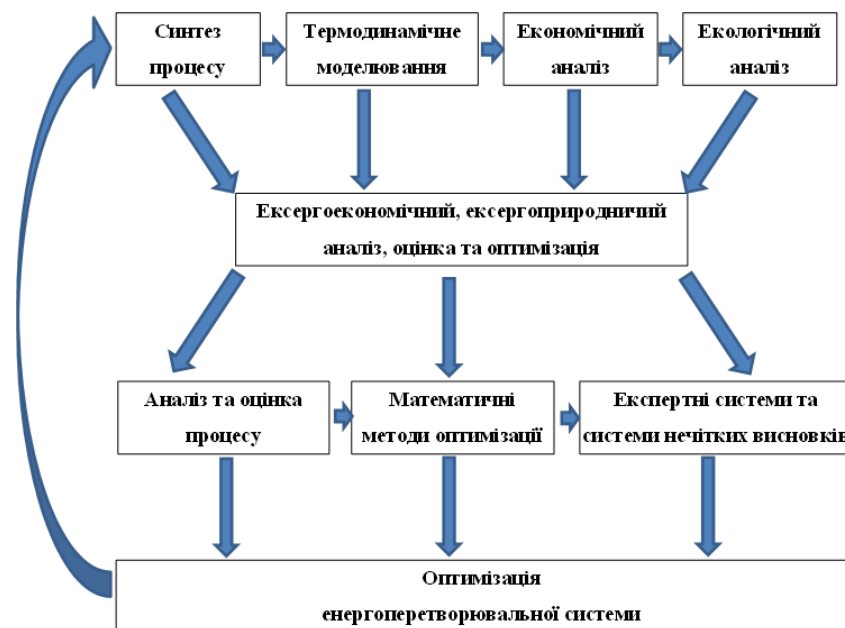 Синтез
процесу
Термодинамічне
моделювання
Економічний
аналіз
Екологічний
аналіз
Ексергоекономічний, ексергоприродничий
аналіз, оцінка та оптимізація
Аналіз та оцінка
процесу
Математичні
методи оптимізації
Експертні системи та
системи нечітких висновків
Оптимізація
енергоперетворювальної системи